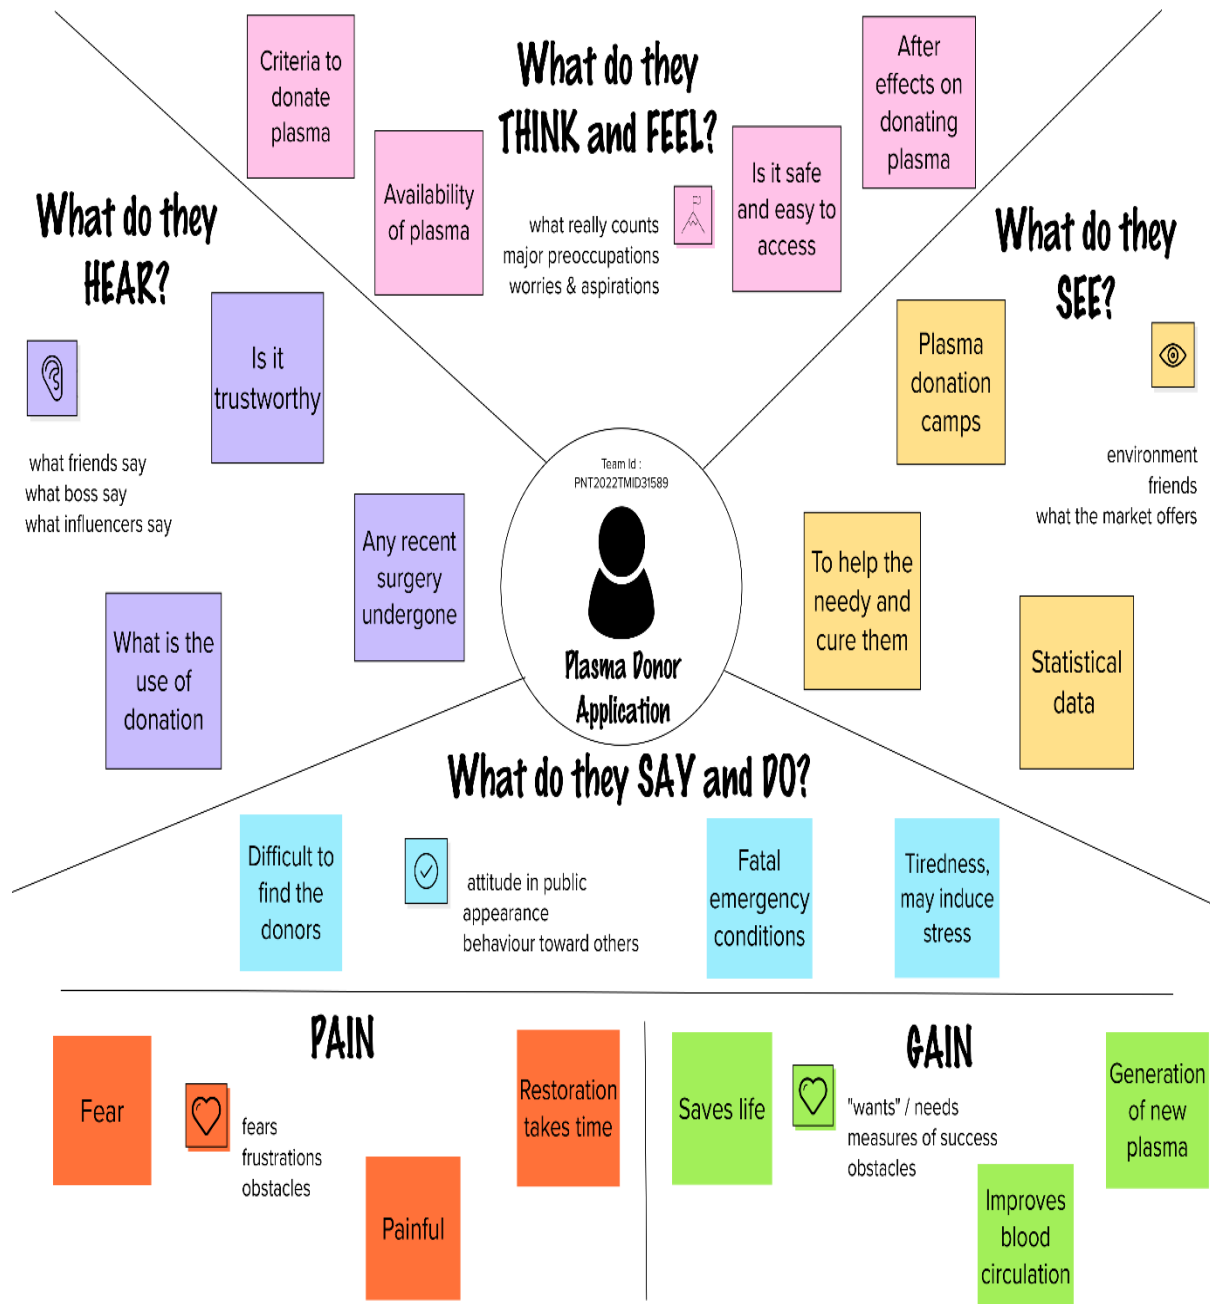 What do they
THINK and FEEL?
Criteria to
donate
plasma
Availability
of plasma
what really counts
major preoccupations
worries & aspirations
Is it safe
and easy to
access
After
effects on
donating
plasma
What do they
HEAR?
Is it
trustworthy
what friends say
what boss say
what influencers say
Any recent
surgery
undergone
What is the
use of
donation
What do they
SEE?
Plasma
donation
camps
environment
friends
what the market offers
To help the
needy and
cure them
Statistical
data
Team Id :
PNT2022TMID31589
Plasma Donor
Application
What do they SAY and DO?
Difficult to
find the
donors
attitude in public
appearance
behaviour toward others
Fatal
emergency
conditions
Tiredness,
may induce
stress
PAIN
Fear
fears
frustrations
obstacles
Painful
Restoration
takes time
GAIN
Saves life
"wants" / needs
measures of success
obstacles
Improves
blood
circulation
Generation
of new
plasma